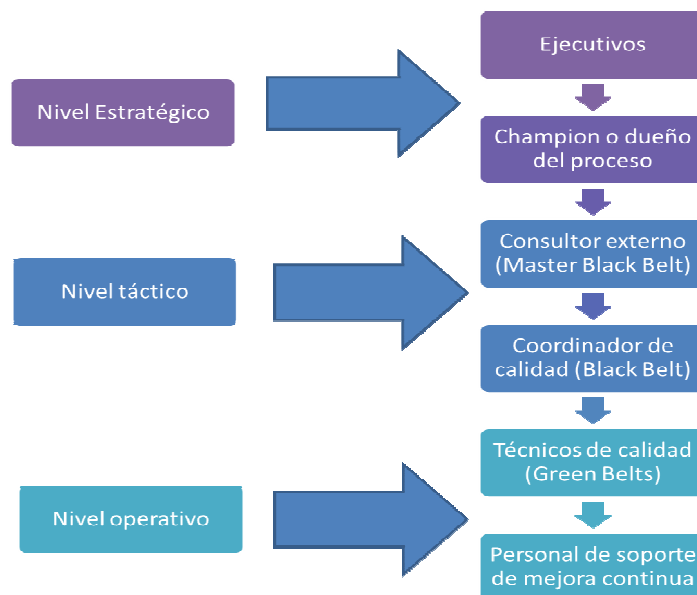 Ejecutivos
Nivel Estratégico
Champion o dueño
del proceso
Consultor externo
(Master Black Belt)
Nivel táctico
Coordinador de
calidad (Black Belt)
Técnicos de calidad
(Green Belts)
Nivel operativo
Personal de soporte
de mejora continua